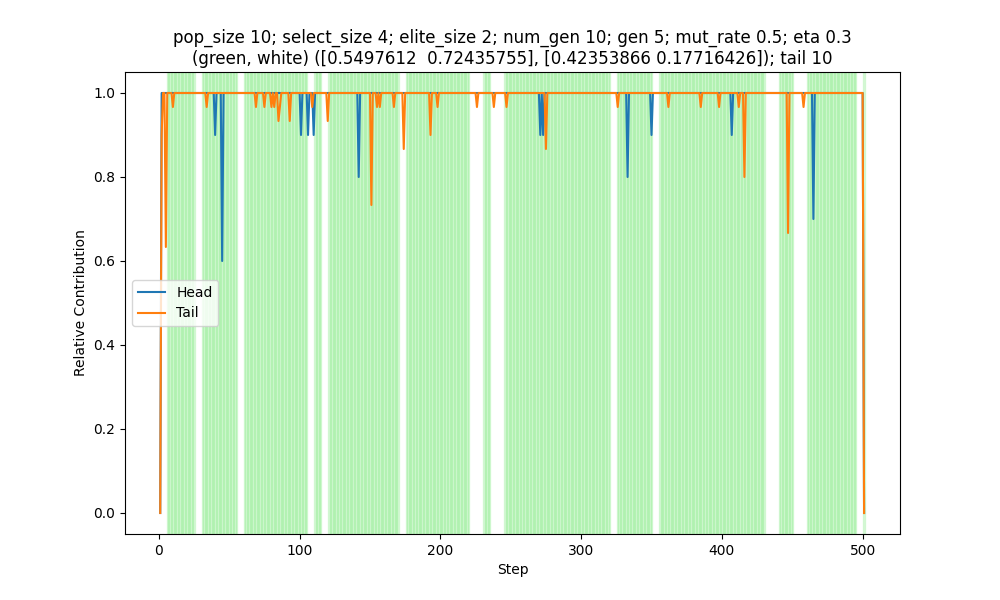 pop_size 10; select_size 4; elite_size 2; num_gen 10; gen 5; mut_rate 0.5; eta 0.3
(green, white) ([0.5497612  0.72435755], [0.42353866 0.17716426]); tail 10
1.0
0.8
0.6
0.4
0.2
0.0
Relative Contribution
Head
Tail
0
100
200
300
400
500
Step